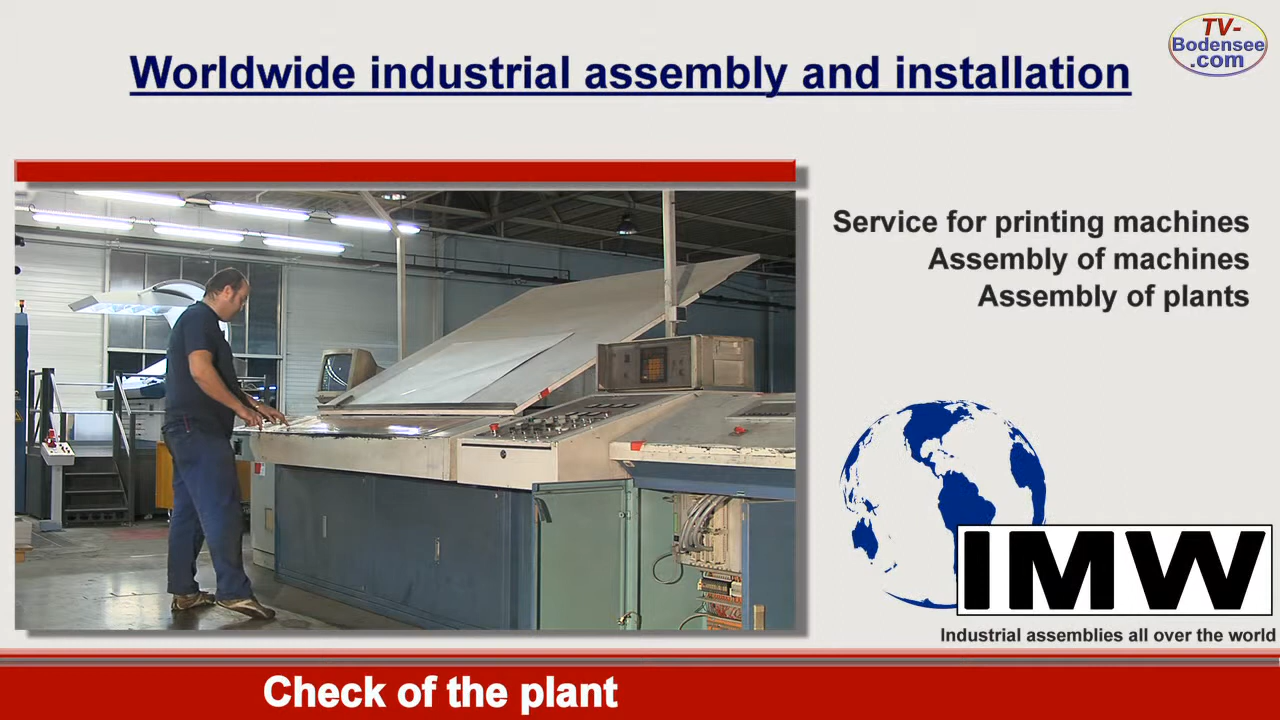 TV-
Bodensee
.com
Worldwide industrial assembly and installation
Service for printing machines
Assembly of machines
Assembly of plants
IMW
Industrial assemblies all over the world
Check of the plant